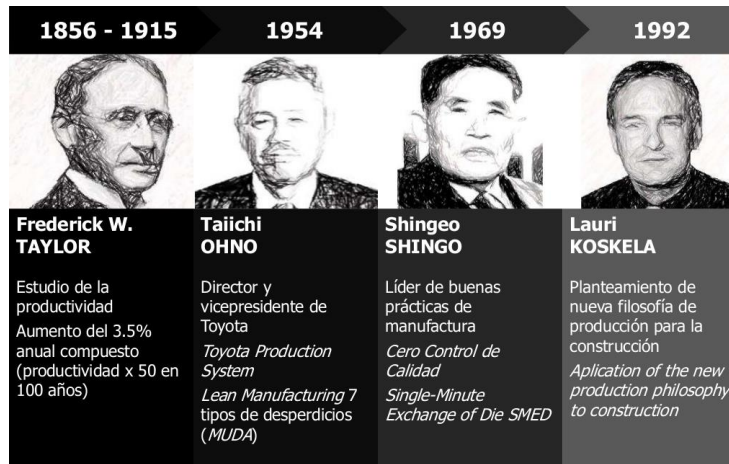 1856 - 1915
1954
1969
1992
Frederick W.
TAYLOR
Estudio de la
productividad
Aumento del 3.5%
anual compuesto
(productividad x 50 en
100 años)
Taiichi
OHNO
Director y
vicepresidente de
Toyota
Toyota Production
System
Lean Manufacturing 7
tipos de desperdicios
(MUDA)
Shingeo
SHINGO
Líder de buenas
prácticas de
manufactura
Cero Control de
Calidad
Single-Minute
Exchange of Die SMED
Lauri
KOSKELA
Planteamiento de
nueva filosofía de
producción para la
construcción
Aplication of the new
production philosophy
to construction